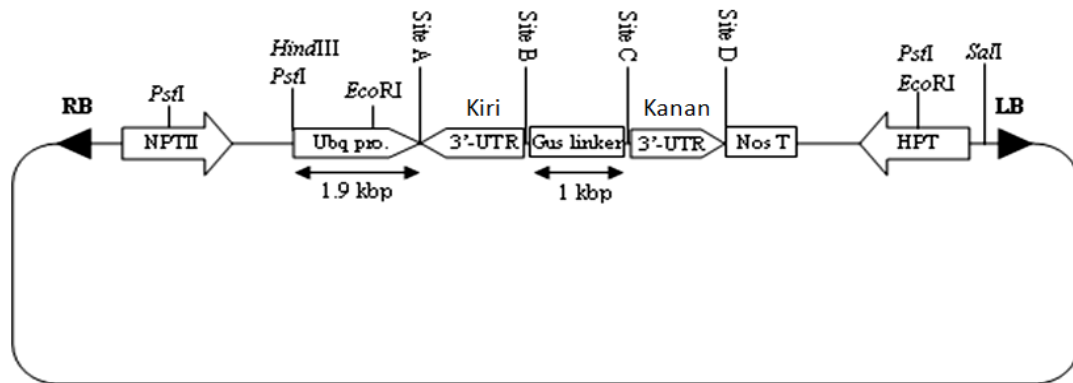 HindIII
PstI
Site A
Site B
Site C
Site D
PstI
EcoRI
SalI
RB
PstI
EcoRI
Kiri
Kanan
LB
NPTII
Ubq pro.
3'-UTR
Gus linker
3'-UTR
Nos T
HPT
1.9 kbp
1 kbp